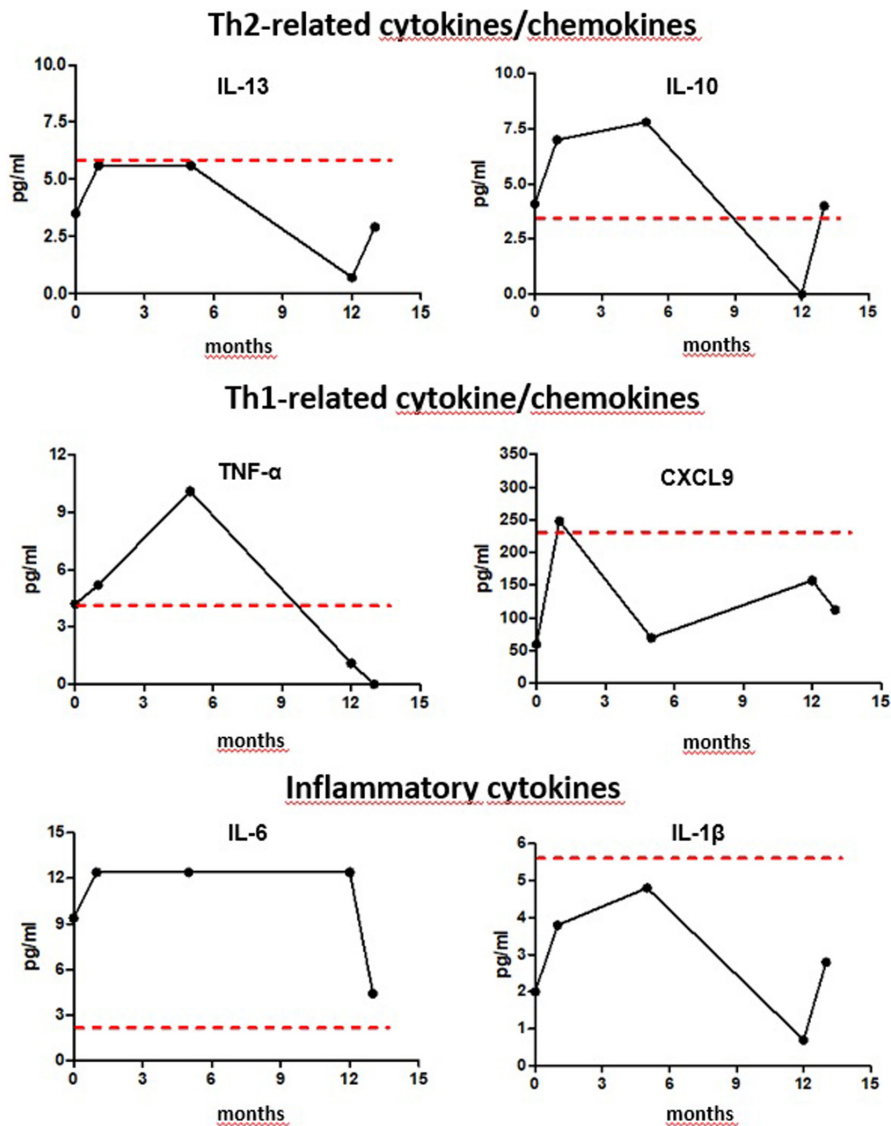 Th2-related cytokines/chemokines
IL-13
pg/ml
10.0
7.5
5.0
2.5
0.0
0 3 6 9 12 15
months
IL-10
pg/ml
10.0
7.5
5.0
2.5
0.0
0 3 6 9 12 15
months
Th1-related cytokine/chemokines
TNF-α
pg/ml
12
9
6
3
0
0 3 6 9 12 15
months
CXCL9
pg/ml
350
300
250
200
150
100
50
0
0 3 6 9 12 15
months
Inflammatory cytokines
IL-6
pg/ml
15
12
9
6
3
0
0 3 6 9 12 15
months
IL-1β
pg/ml
6
5
4
3
2
1
0
0 3 6 9 12 15
months